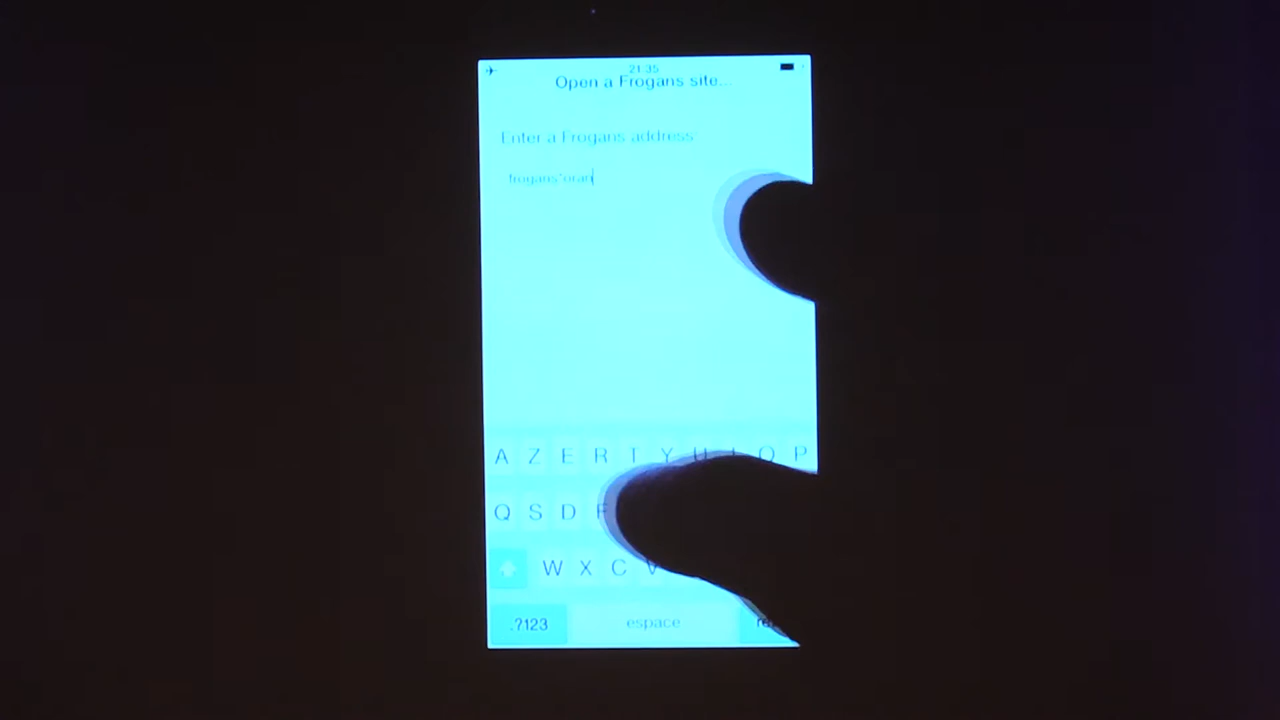 21:35
Open a Frogans site...
Enter a Frogans address:
frogans*oran
A Z E R T Y U I O P
Q S D F
W X C V
.?123 espace